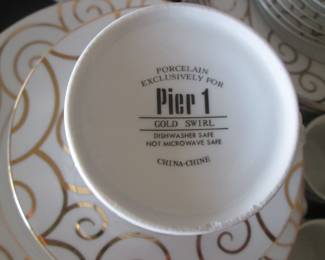 PORCELAIN
EXCLUSIVELY FOR
Pier 1
GOLD SWIRL
DISHWASHER SAFE
NOT MICROWAVE SAFE
CHINA-CHINE